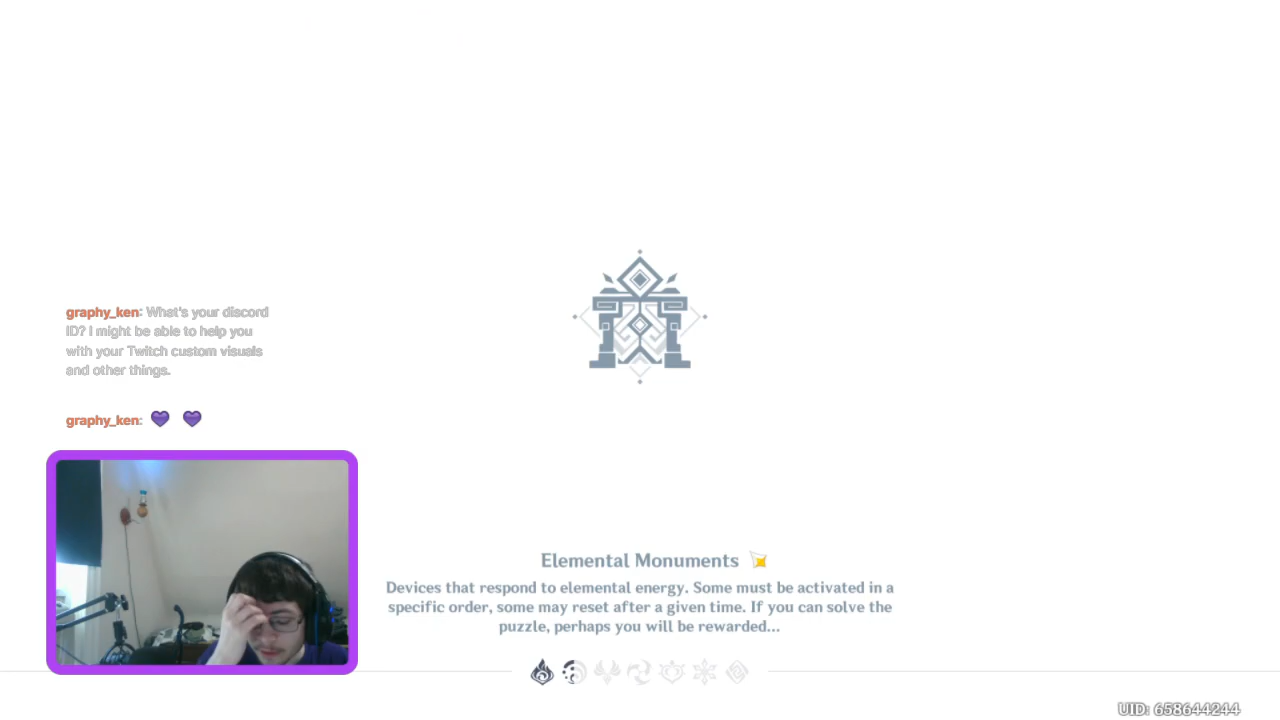 graphy_ken: What's your discord
ID? I might be able to help you
with your Twitch custom visuals
and other things.
graphy_ken: 💜 💜
Elemental Monuments
Devices that respond to elemental energy. Some must be activated in a
specific order, some may reset after a given time. If you can solve the
puzzle, perhaps you will be rewarded...
UID: 658644244